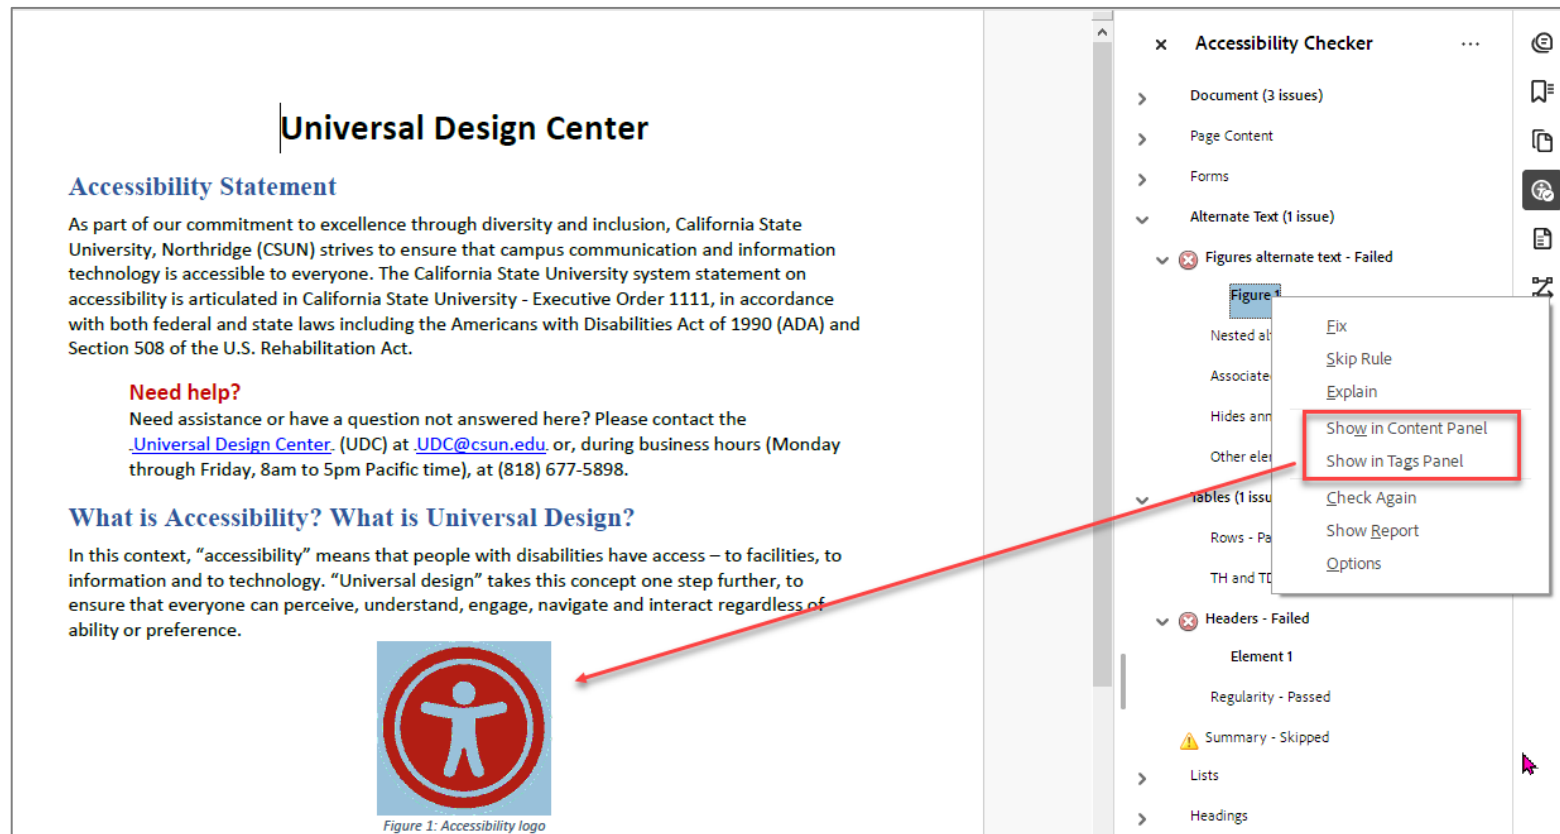 Universal Design Center
Accessibility Statement
As part of our commitment to excellence through diversity and inclusion, California State
University, Northridge (CSUN) strives to ensure that campus communication and information
technology is accessible to everyone. The California State University system statement on
accessibility is articulated in California State University - Executive Order 1111, in accordance
with both federal and state laws including the Americans with Disabilities Act of 1990 (ADA) and
Section 508 of the U.S. Rehabilitation Act.
Need help?
Need assistance or have a question not answered here? Please contact the
Universal Design Center (UDC) at UDC@csun.edu or, during business hours (Monday
through Friday, 8am to 5pm Pacific time), at (818) 677-5898.
What is Accessibility? What is Universal Design?
In this context, “accessibility” means that people with disabilities have access – to facilities, to
information and to technology. “Universal design” takes this concept one step further, to
ensure that everyone can perceive, understand, engage, navigate and interact regardless of
ability or preference.
Figure 1: Accessibility logo
Accessibility Checker
Document (3 issues)
Page Content
Forms
Alternate Text (1 issue)
Figures alternate text - Failed
Figure 1
Nested
Hides
Other
Tables (1
Rows -
TH and
Headers - Failed
Element 1
Regularity - Passed
Summary - Skipped
Lists
Headings
Fix
Skip Rule
Explain
Show in Content Panel
Show in Tags Panel
Check Again
Show Report
Options